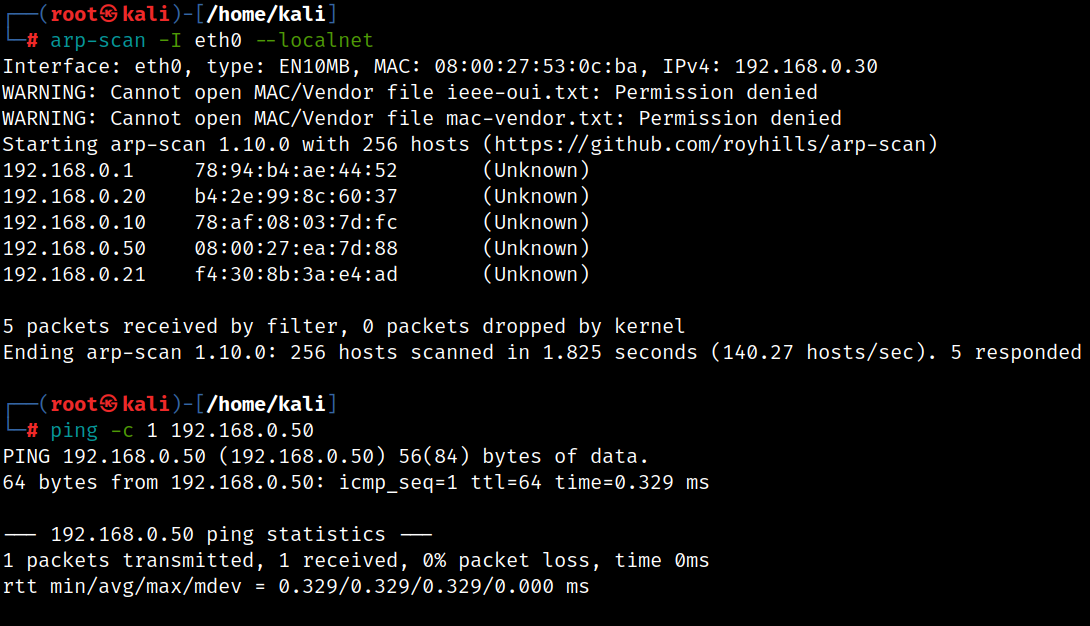 ┌──(root㉿kali)-[/home/kali]
└─# arp-scan -I eth0 --localnet
Interface: eth0, type: EN10MB, MAC: 08:00:27:53:0c:ba, IPv4: 192.168.0.30
WARNING: Cannot open MAC/Vendor file ieee-oui.txt: Permission denied
WARNING: Cannot open MAC/Vendor file mac-vendor.txt: Permission denied
Starting arp-scan 1.10.0 with 256 hosts (https://github.com/royhills/arp-scan)
192.168.0.1     78:94:b4:ae:44:52       (Unknown)
192.168.0.20    b4:2e:99:8c:60:37       (Unknown)
192.168.0.10    78:af:08:03:7d:fc       (Unknown)
192.168.0.50    08:00:27:ea:7d:88       (Unknown)
192.168.0.21    f4:30:8b:3a:e4:ad       (Unknown)

5 packets received by filter, 0 packets dropped by kernel
Ending arp-scan 1.10.0: 256 hosts scanned in 1.825 seconds (140.27 hosts/sec). 5 responded

┌──(root㉿kali)-[/home/kali]
└─# ping -c 1 192.168.0.50
PING 192.168.0.50 (192.168.0.50) 56(84) bytes of data.
64 bytes from 192.168.0.50: icmp_seq=1 ttl=64 time=0.329 ms

--- 192.168.0.50 ping statistics ---
1 packets transmitted, 1 received, 0% packet loss, time 0ms
rtt min/avg/max/mdev = 0.329/0.329/0.329/0.000 ms